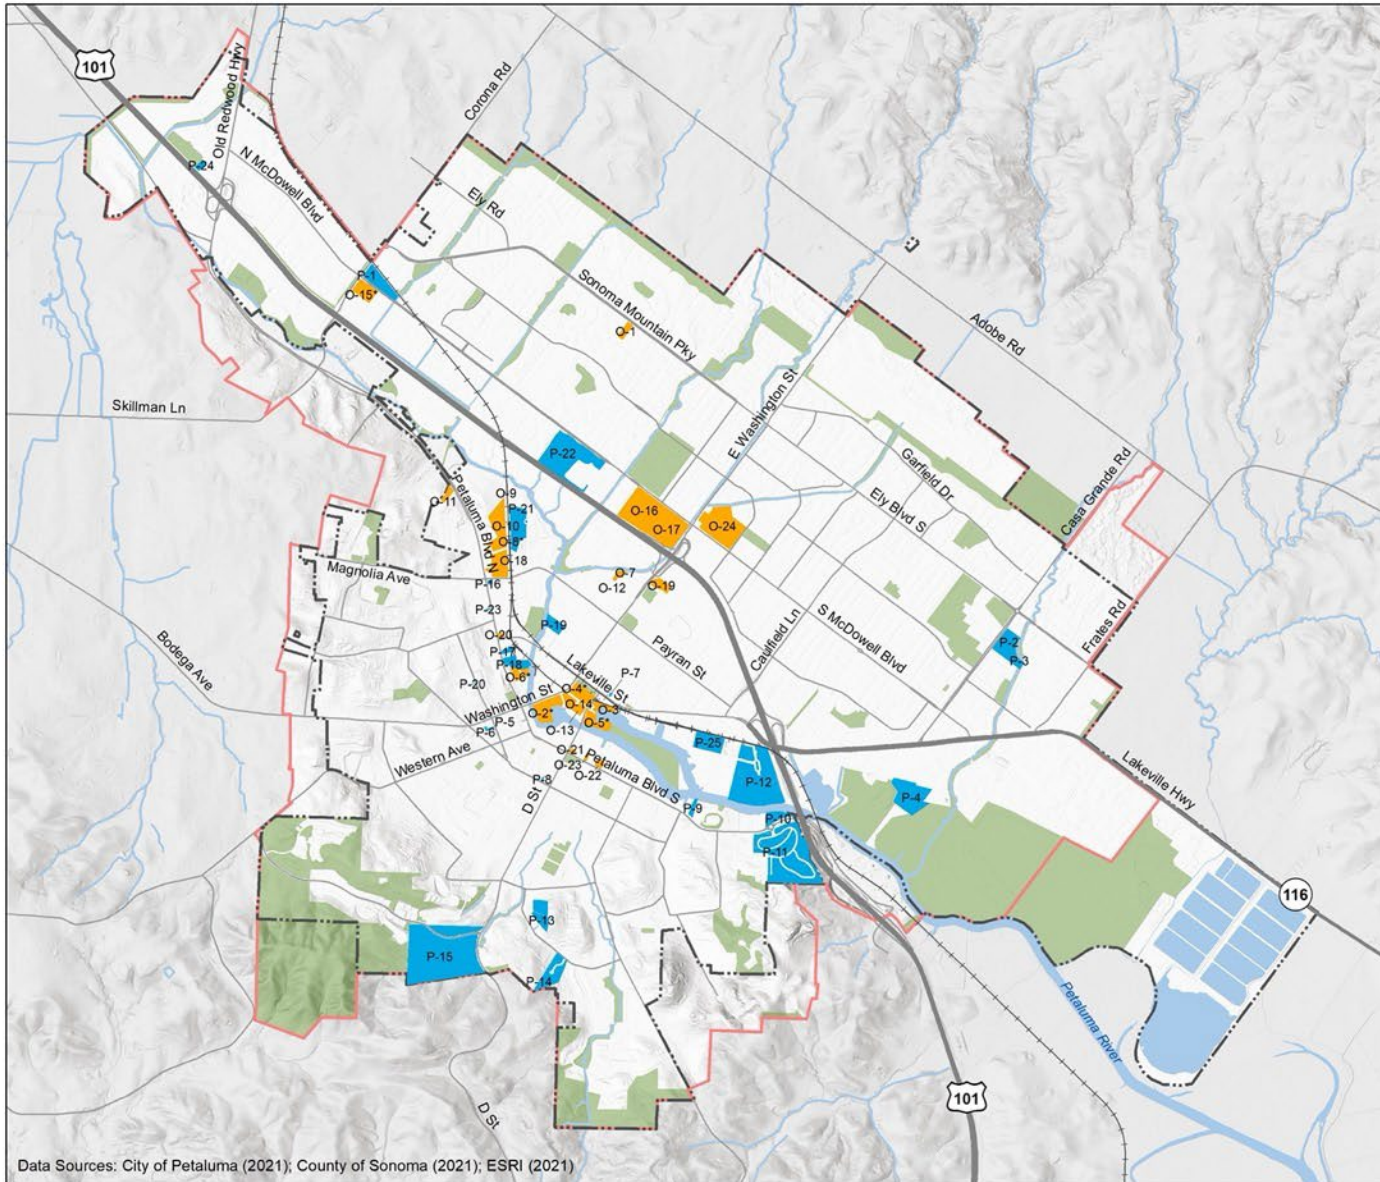 101
Old Redwood Hwy
Corona Rd
P-24
N McDowell Blvd
Ely Rd
P-1
O-15*
Sonoma Mountain Pky
O-1
Adobe Rd
Skillman Ln
E Washington St
P-22
Garfield Dr
Casa Grande Rd
Ely Blvd S
O-11
Petaluma Blvd N
O-9
P-21
O-10
O-8*
O-18
O-16
O-17
O-24
Magnolia Ave
P-16
O-7
O-12
O-19
P-23
P-19
O-20
P-17
P-18
O-6*
Bodega Ave
Payran St
Caulfield Ln
S McDowell Blvd
Frates Rd
P-2
P-3
Lakeville St
P-7
P-20
O-4*
Washington St
O-14
O-3
O-2*
O-5*
P-5
P-6
O-13
Western Ave
O-21
O-23
O-22
Petaluma Blvd S
P-25
P-12
Lakeville Hwy
P-8
D St
P-9
P-4
P-10
P-11
116
P-13
P-15
P-14
Petaluma River
D St
101
Data Sources: City of Petaluma (2021); County of Sonoma (2021); ESRI (2021)